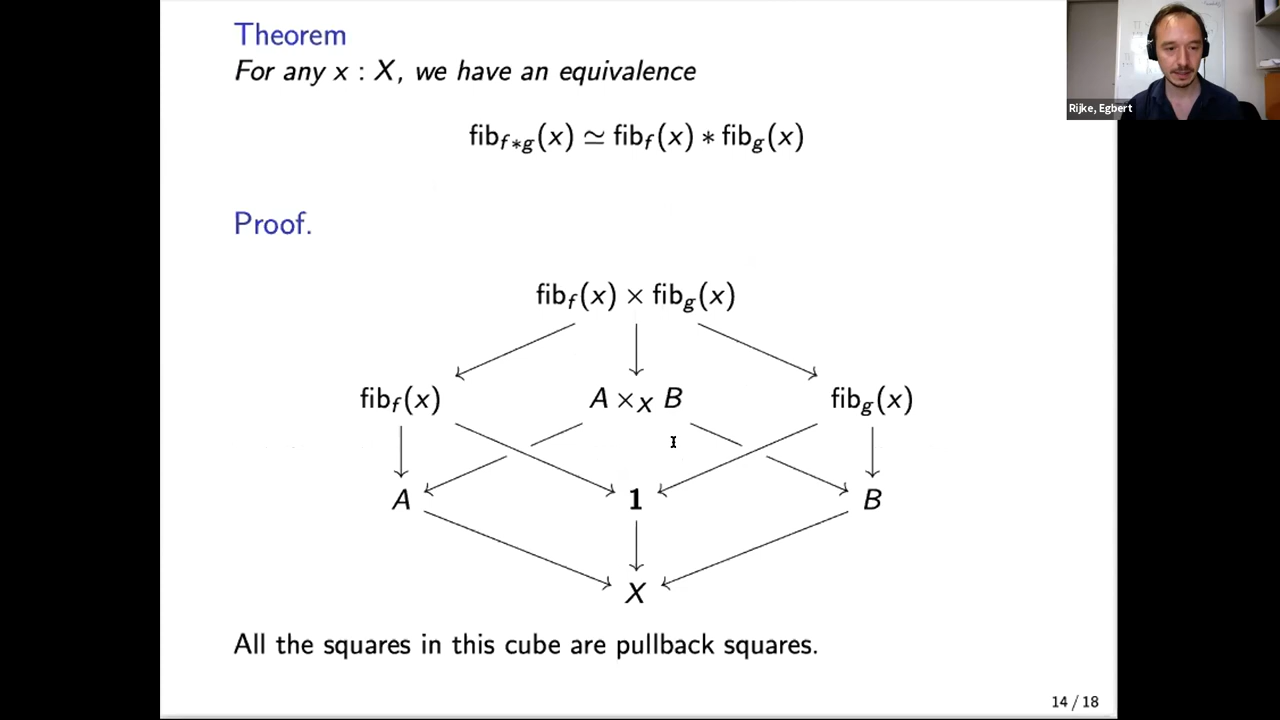 Theorem
For any x : X, we have an equivalence
fib_{f*g}(x) ≃ fib_f(x) * fib_g(x)
Proof.
fib_f(x) × fib_g(x)
fib_f(x) A ×_X B fib_g(x)
A 1 B
X
All the squares in this cube are pullback squares.
14 / 18
Rijke, Egbert